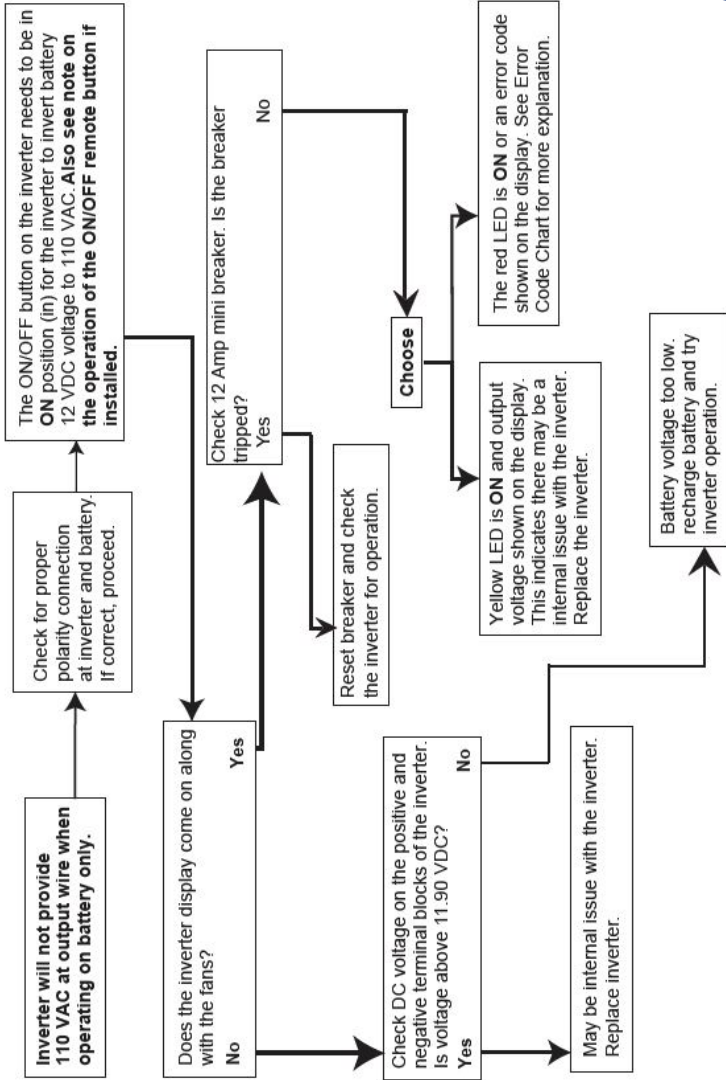 Inverter will not provide
110 VAC at output wire when
operating on battery only.
Check for proper
polarity connection
at inverter and battery.
If correct, proceed.
The ON/OFF button on the inverter needs to be in
ON position (in) for the inverter to invert battery
12 VDC voltage to 110 VAC. Also see note on
the operation of the ON/OFF remote button if
installed.
Does the inverter display come on along
with the fans?
No
Yes
Check 12 Amp mini breaker. Is the breaker
tripped?
Yes
No
Reset breaker and check
the inverter for operation.
Choose
Check DC voltage on the positive and
negative terminal blocks of the inverter.
Is voltage above 11.90 VDC?
Yes
No
Yellow LED is ON and output
voltage shown on the display.
This indicates there may be a
internal issue with the inverter.
Replace the inverter.
The red LED is ON or an error code
shown on the display. See Error
Code Chart for more explanation.
May be internal issue with the inverter.
Replace inverter.
Battery voltage too low.
recharge battery and try
inverter operation.